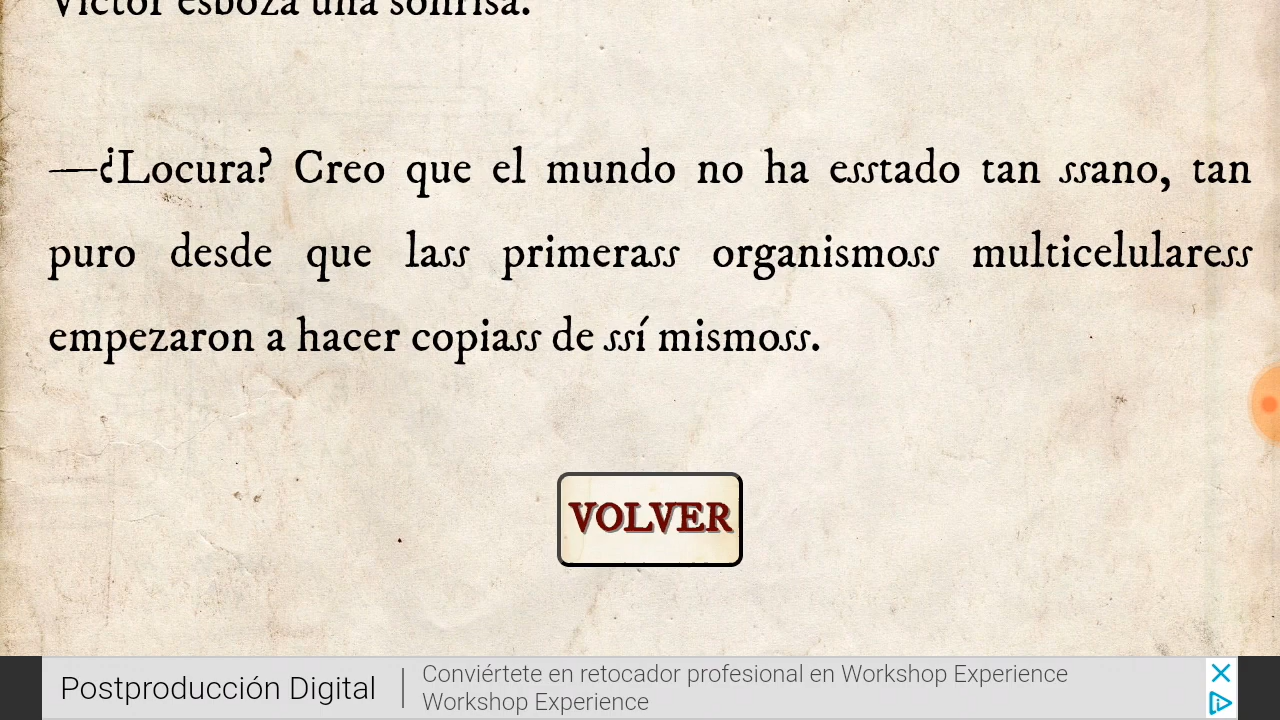 Víctor esboza una sonrisa.
—¿Locura? Creo que el mundo no ha esstado tan ssano, tan
puro desde que lass primerass organismoss multicelularess
empezaron a hacer copiass de ssí mismoss.
VOLVER
Postproducción Digital
Conviértete en retocador profesional en Workshop Experience
Workshop Experience